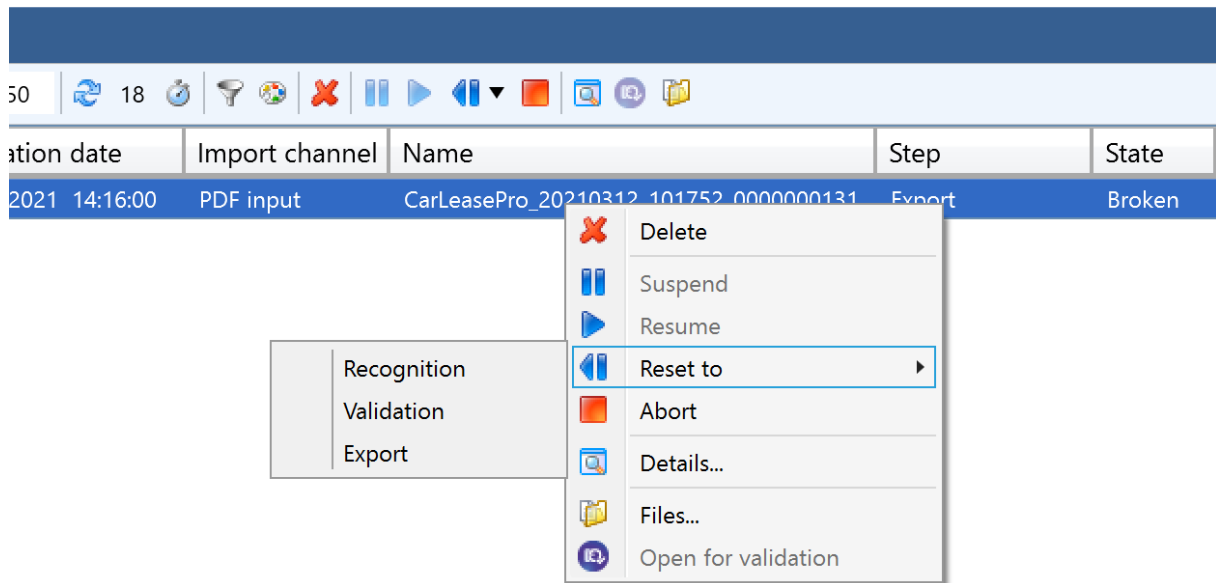 50 18
ation date Import channel Name Step State
2021 14:16:00 PDF input CarLeasePro_20210312_101752_0000000131 Export Broken
Delete
Suspend
Resume
Reset to
Recognition
Validation
Export
Abort
Details...
Files...
Open for validation